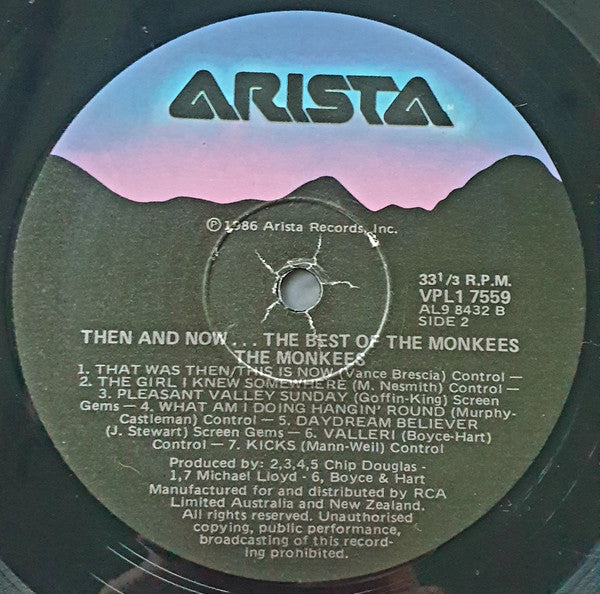 ARISTA
℗ 1986 Arista Records, Inc.
33 1/3 R.P.M.
VPL1 7559
AL9 8432 B
SIDE 2
THEN AND NOW... THE BEST OF THE MONKEES
THE MONKEES
1. THAT WAS THEN/THIS IS NOW (Vance Brescia) Control –
2. THE GIRL I KNEW SOMEWHERE (M. Nesmith) Control –
3. PLEASANT VALLEY SUNDAY (Goffin-King) Screen
Gems – 4. WHAT AM I DOING HANGIN' ROUND (Murphy-
Castleman) Control – 5. DAYDREAM BELIEVER
(J. Stewart) Screen Gems – 6. VALLERI (Boyce-Hart)
Control – 7. KICKS (Mann-Weil) Control
Produced by: 2,3,4,5 Chip Douglas -
1,7 Michael Lloyd - 6, Boyce & Hart
Manufactured for and distributed by RCA
Limited Australia and New Zealand.
All rights reserved. Unauthorised
copying, public performance,
broadcasting of this record-
ing prohibited.